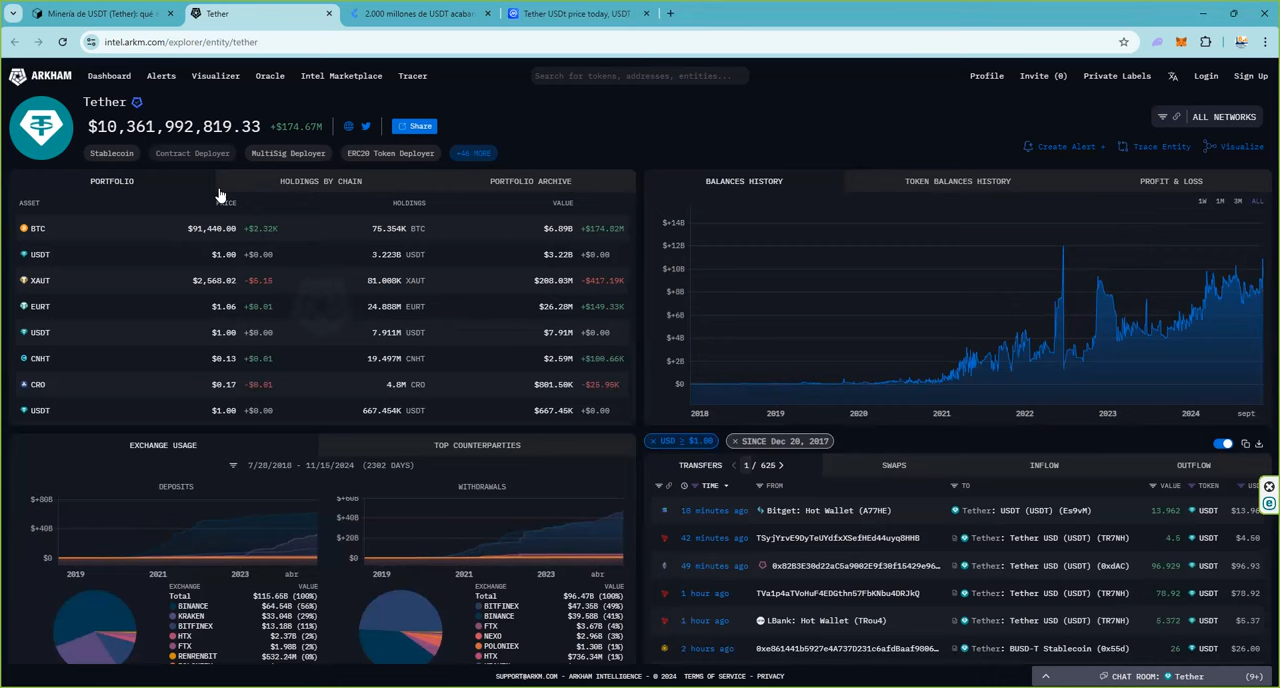 Minería de USDT (Tether): qué e
Tether
2.000 millones de USDT acaba
Tether USDt price today, USDT
intel.arkm.com/explorer/entity/tether
ARKHAM
Dashboard Alerts Visualizer Oracle Intel Marketplace Tracer
Search for tokens, addresses, entities...
Profile Invite (0) Private Labels Login Sign Up
Tether
$10,361,992,819.33 +$174.67M
Share
ALL NETWORKS
Stablecoin Contract Deployer MultiSig Deployer ERC20 Token Deployer +46 MORE
Create Alert + Trace Entity Visualize
PORTFOLIO HOLDINGS BY CHAIN PORTFOLIO ARCHIVE
ASSET PRICE HOLDINGS VALUE
BTC $91,440.00 +$2.32K 75.354K BTC $6.89B +$174.82M
USDT $1.00 +$0.00 3.223B USDT $3.22B +$0.00
XAUT $2,568.02 -$5.15 81.008K XAUT $208.03M -$417.19K
EURT $1.06 +$0.01 24.888M EURT $26.28M +$149.33K
USDT $1.00 +$0.00 7.911M USDT $7.91M +$0.00
CNHT $0.13 +$0.01 19.497M CNHT $2.59M +$100.66K
CRO $0.17 -$0.01 4.8M CRO $801.50K -$25.95K
USDT $1.00 +$0.00 667.454K USDT $667.45K +$0.00
BALANCES HISTORY TOKEN BALANCES HISTORY PROFIT & LOSS
1W 1M 3M ALL
$+14B
$+12B
$+10B
$+8B
$+6B
$+4B
$+2B
$0
2018 2019 2020 2021 2022 2023 2024 sept
EXCHANGE USAGE TOP COUNTERPARTIES
7/28/2018 - 11/15/2024 (2302 DAYS)
DEPOSITS
$+80B
$+40B
$0
2019 2021 2023 abr
EXCHANGE VALUE
Total $115.65B (100%)
BINANCE $64.54B (56%)
KRAKEN $33.04B (29%)
BITFINEX $13.18B (11%)
HTX $2.37B (2%)
FTX $1.98B (2%)
RENRENBIT $532.24M (0%)
WITHDRAWALS
$+60B
$+40B
$+20B
$0
2019 2021 2023 abr
EXCHANGE VALUE
Total $96.47B (100%)
BITFINEX $47.35B (49%)
BINANCE $39.58B (41%)
FTX $3.67B (4%)
NEXO $2.96B (3%)
POLONIEX $1.30B (1%)
HTX $736.34M (1%)
USD ≥ $1.00 SINCE Dec 20, 2017
TRANSFERS 1 / 625 SWAPS INFLOW OUTFLOW
TIME FROM TO VALUE TOKEN USD
10 minutes ago Bitget: Hot Wallet (A77HE) Tether: USDT (USDT) (Es9vM) 13.962 USDT $13.96
42 minutes ago TSyjYrvE9DyTeUYdfxXSefHEd44uyq8HHB Tether: Tether USD (USDT) (TR7NH) 4.5 USDT $4.50
49 minutes ago 0x82B3E30d22aC5a9002E9f30f15429e96… Tether: Tether USD (USDT) (0xdAC) 96.929 USDT $96.93
1 hour ago TVa1p4aTVoHuF4EDGthn57FbKNbu4DRJkQ Tether: Tether USD (USDT) (TR7NH) 78.92 USDT $78.92
1 hour ago LBank: Hot Wallet (TRou4) Tether: Tether USD (USDT) (TR7NH) 5.372 USDT $5.37
2 hours ago 0xe861441b5927e4A737D231c6afd8aaf9806… Tether: BUSD-T Stablecoin (0x55d) 26 USDT $26.00
SUPPORT@ARKM.COM - ARKHAM INTELLIGENCE - © 2024 TERMS OF SERVICE - PRIVACY
CHAT ROOM: Tether (9+)